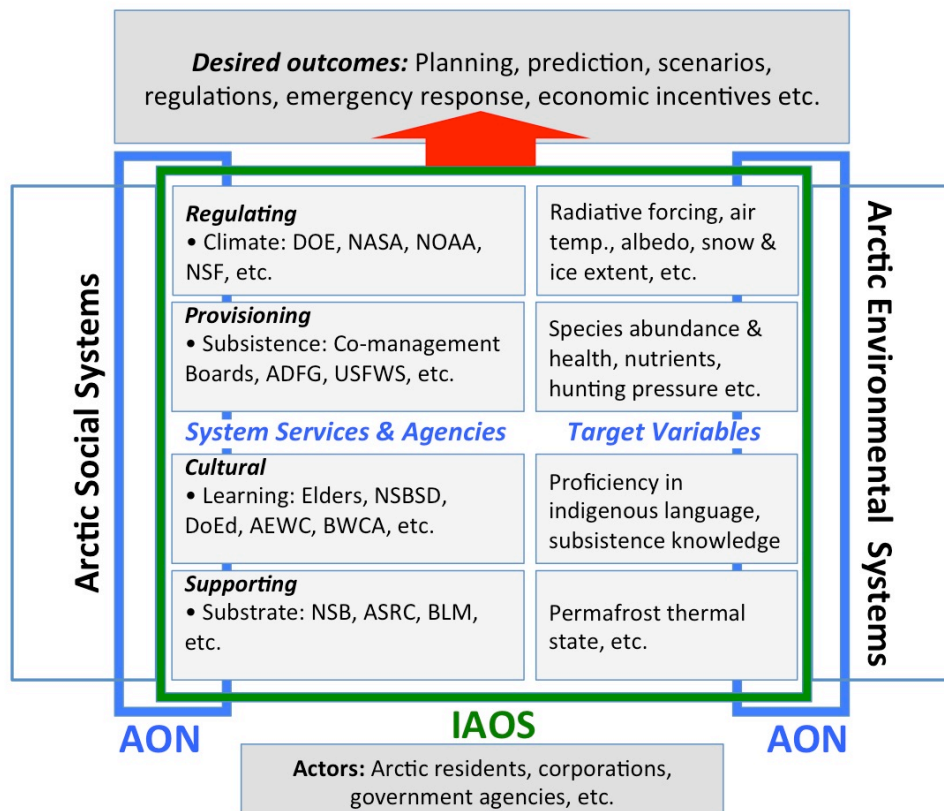 Desired outcomes: Planning, prediction, scenarios,
regulations, emergency response, economic incentives etc.
Arctic Social Systems
Regulating
• Climate: DOE, NASA, NOAA,
NSF, etc.
Radiative forcing, air
temp., albedo, snow &
ice extent, etc.
Provisioning
• Subsistence: Co-management
Boards, ADFG, USFWS, etc.
Species abundance &
health, nutrients,
hunting pressure etc.
System Services & Agencies
Target Variables
Cultural
• Learning: Elders, NSBSD,
DoEd, AEWC, BWCA, etc.
Proficiency in
indigenous language,
subsistence knowledge
Supporting
• Substrate: NSB, ASRC, BLM,
etc.
Permafrost thermal
state, etc.
Arctic Environmental Systems
AON
IAOS
AON
Actors: Arctic residents, corporations,
government agencies, etc.